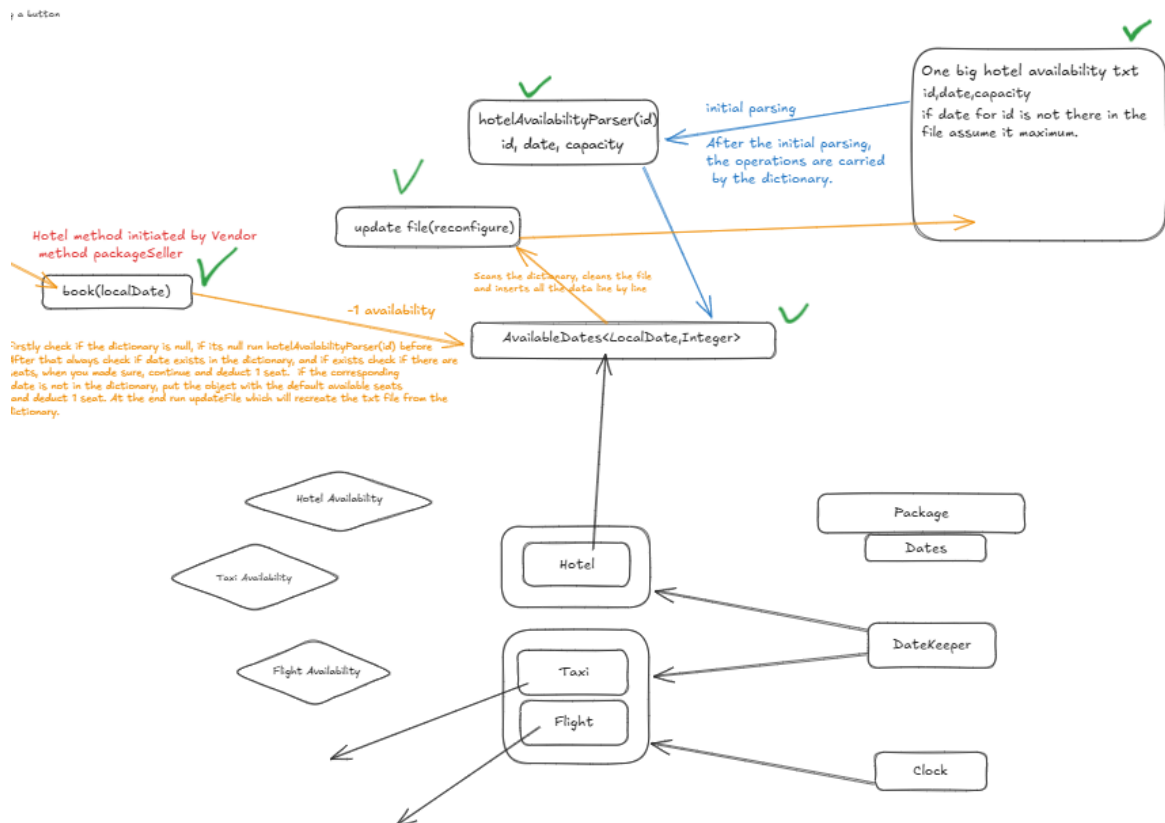 a button
One big hotel availability txt
id,date,capacity
if date for id is not there in the
file assume it maximum.
hotelAvailabilityParser(id)
id, date, capacity
initial parsing
After the initial parsing,
the operations are carried
by the dictionary.
update file(reconfigure)
Hotel method initiated by Vendor
method packageSeller
book(localDate)
Scans the dictionary, cleans the file
and inserts all the data line by line
-1 availability
AvailableDates<LocalDate,Integer>
Firstly check if the dictionary is null, if its null run hotelAvailabilityParser(id) before
After that always check if date exists in the dictionary, and if exists check if there are
seats, when you made sure, continue and deduct 1 seat. if the corresponding
date is not in the dictionary, put the object with the default available seats
and deduct 1 seat. At the end run updateFile which will recreate the txt file from the
dictionary.
Hotel Availability
Package
Dates
Hotel
Taxi Availability
DateKeeper
Flight Availability
Taxi
Flight
Clock